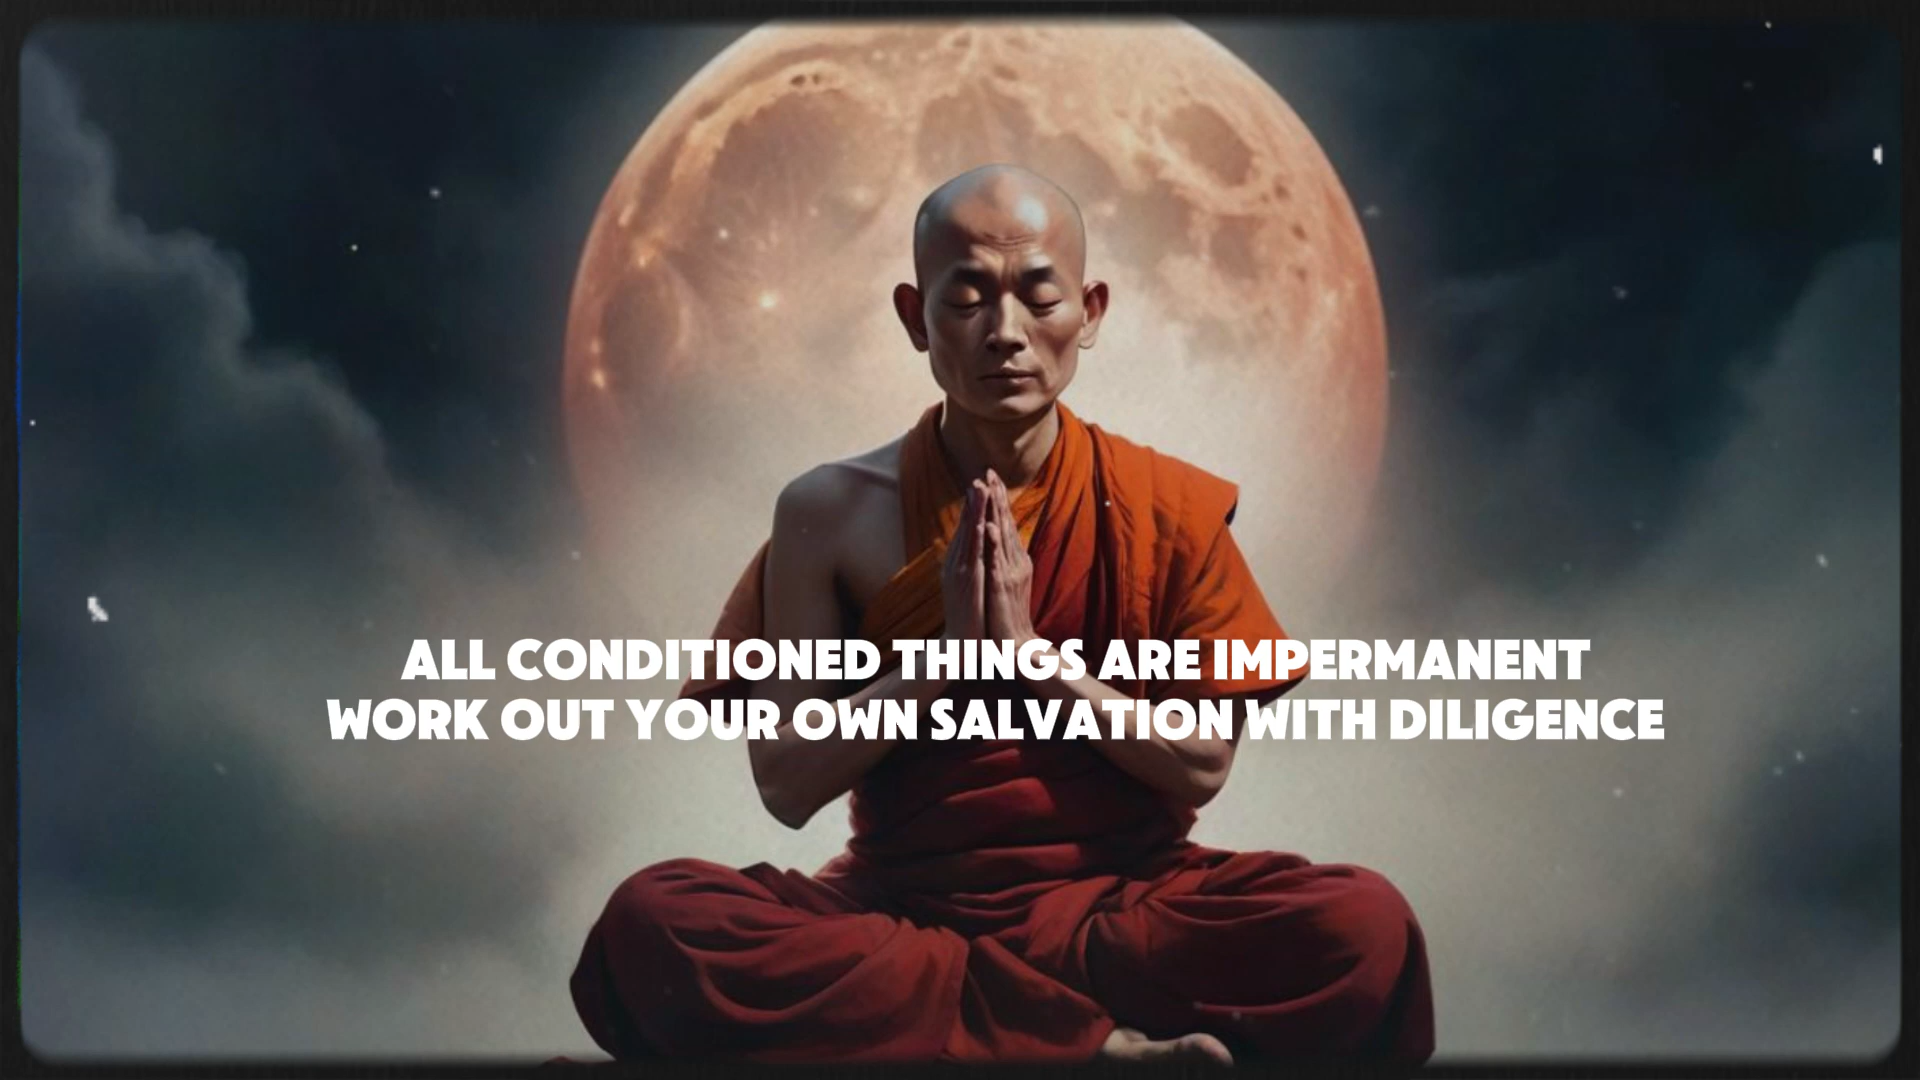 ALL CONDITIONED THINGS ARE IMPERMANENT
WORK OUT YOUR OWN SALVATION WITH DILIGENCE